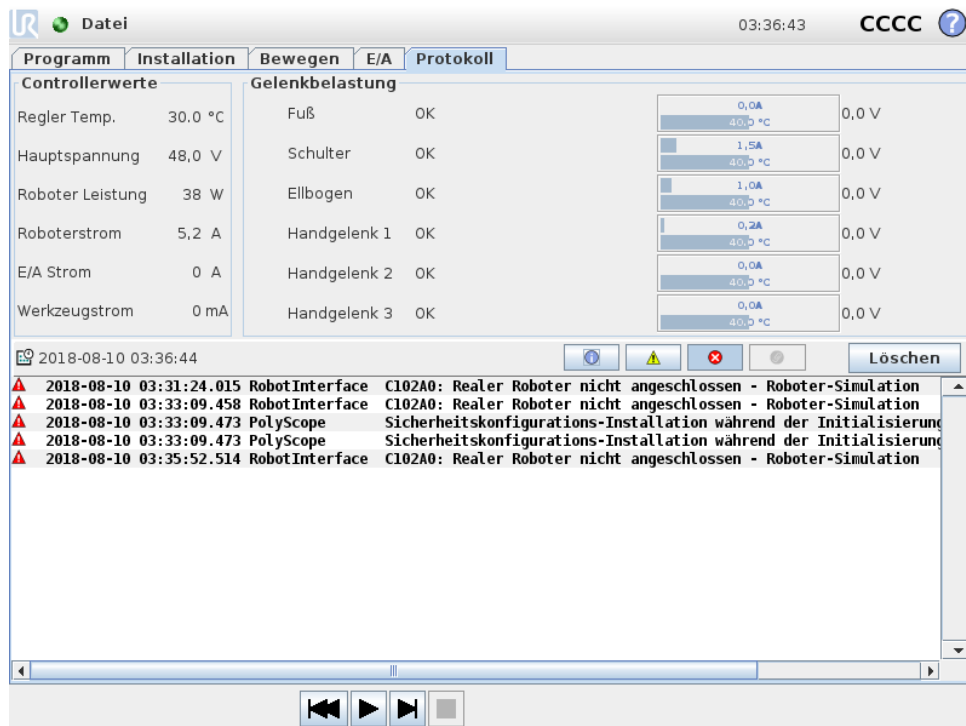 UR Datei 03:36:43 CCCC ?
Programm Installation Bewegen E/A Protokoll
Controllerwerte
Regler Temp. 30.0 °C
Hauptspannung 48,0 V
Roboter Leistung 38 W
Roboterstrom 5,2 A
E/A Strom 0 A
Werkzeugstrom 0 mA
Gelenkbelastung
Fuß OK 0,0A 40.0 °C 0,0 V
Schulter OK 1,5A 40.0 °C 0,0 V
Ellbogen OK 1,0A 40.0 °C 0,0 V
Handgelenk 1 OK 0,2A 40.0 °C 0,0 V
Handgelenk 2 OK 0,0A 40.0 °C 0,0 V
Handgelenk 3 OK 0,0A 40.0 °C 0,0 V
2018-08-10 03:36:44 Löschen
2018-08-10 03:31:24.015 RobotInterface C102A0: Realer Roboter nicht angeschlossen - Roboter-Simulation
2018-08-10 03:33:09.458 RobotInterface C102A0: Realer Roboter nicht angeschlossen - Roboter-Simulation
2018-08-10 03:33:09.473 PolyScope Sicherheitskonfigurations-Installation während der Initialisierung
2018-08-10 03:33:09.473 PolyScope Sicherheitskonfigurations-Installation während der Initialisierung
2018-08-10 03:35:52.514 RobotInterface C102A0: Realer Roboter nicht angeschlossen - Roboter-Simulation